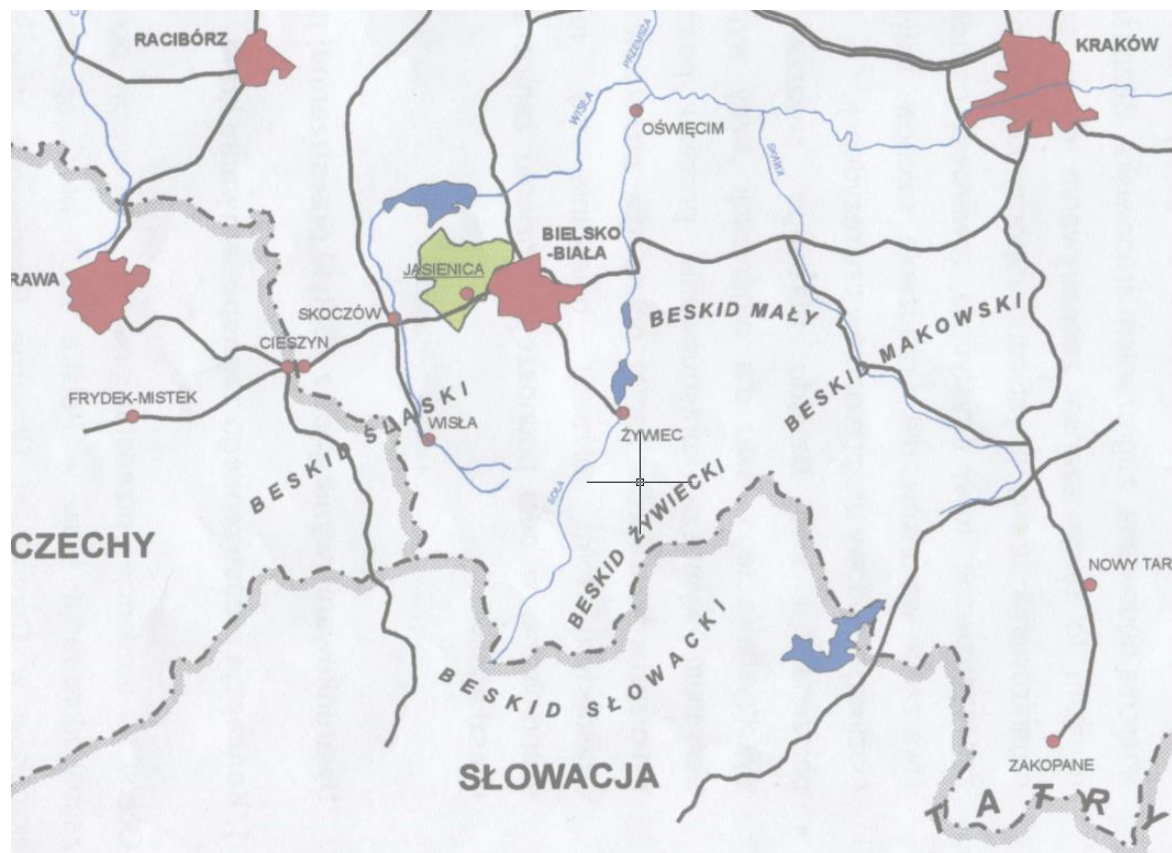 RACIBÓRZ
KRAKÓW
PRZEMSZA
WISŁA
OŚWIĘCIM
SKAWA
BIELSKO
-BIAŁA
JASIENICA
RAWA
SKOCZÓW
BESKID MAŁY
BESKID MAKOWSKI
CIESZYN
FRYDEK-MISTEK
BESKID ŚLĄSKI
WISŁA
ŻYWIEC
SOŁA
BESKID ŻYWIECKI
CZECHY
NOWY TAR
BESKID SŁOWACKI
SŁOWACJA
ZAKOPANE
TATRY